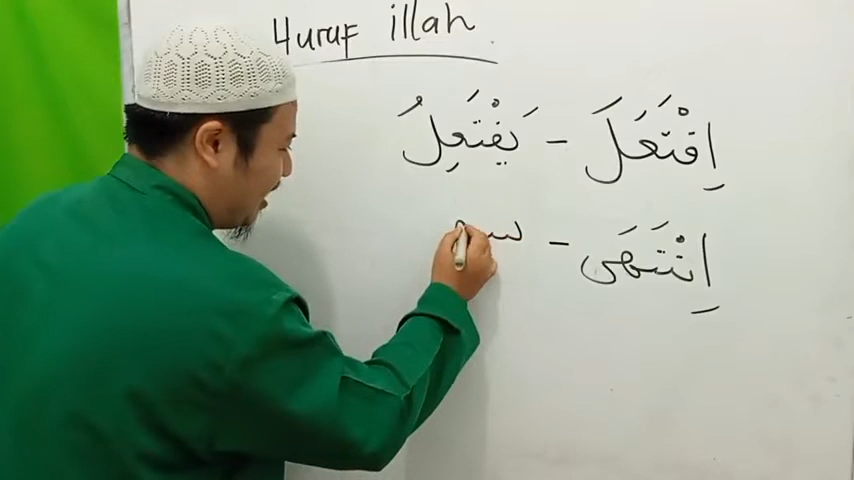 Huruf illah
اِفْتَعَلَ - يَفْتَعِلُ
اِنْتَهَى -